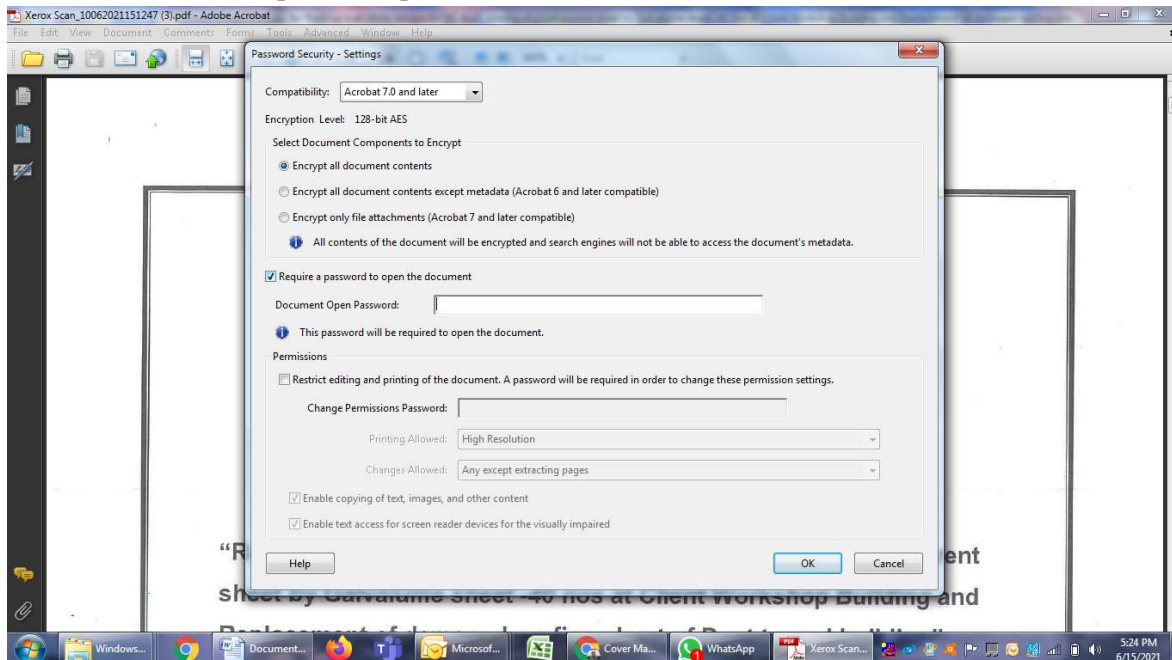 Xerox Scan_10062021151247 (3).pdf - Adobe Acrobat
File Edit View Document Comments Forms Tools Advanced Window Help
Password Security - Settings
Compatibility: Acrobat 7.0 and later
Encryption Level: 128-bit AES
Select Document Components to Encrypt
Encrypt all document contents
Encrypt all document contents except metadata (Acrobat 6 and later compatible)
Encrypt only file attachments (Acrobat 7 and later compatible)
All contents of the document will be encrypted and search engines will not be able to access the document's metadata.
Require a password to open the document
Document Open Password:
This password will be required to open the document.
Permissions
Restrict editing and printing of the document. A password will be required in order to change these permission settings.
Change Permissions Password:
Printing Allowed: High Resolution
Changes Allowed: Any except extracting pages
Enable copying of text, images, and other content
Enable text access for screen reader devices for the visually impaired
Help OK Cancel
“R ent
sheet by Galvalume sheet -40 nos at Client Workshop Building and
Windows... Document... Microsof... Cover Ma... WhatsApp Xerox Scan... 5:24 PM
6/15/2021